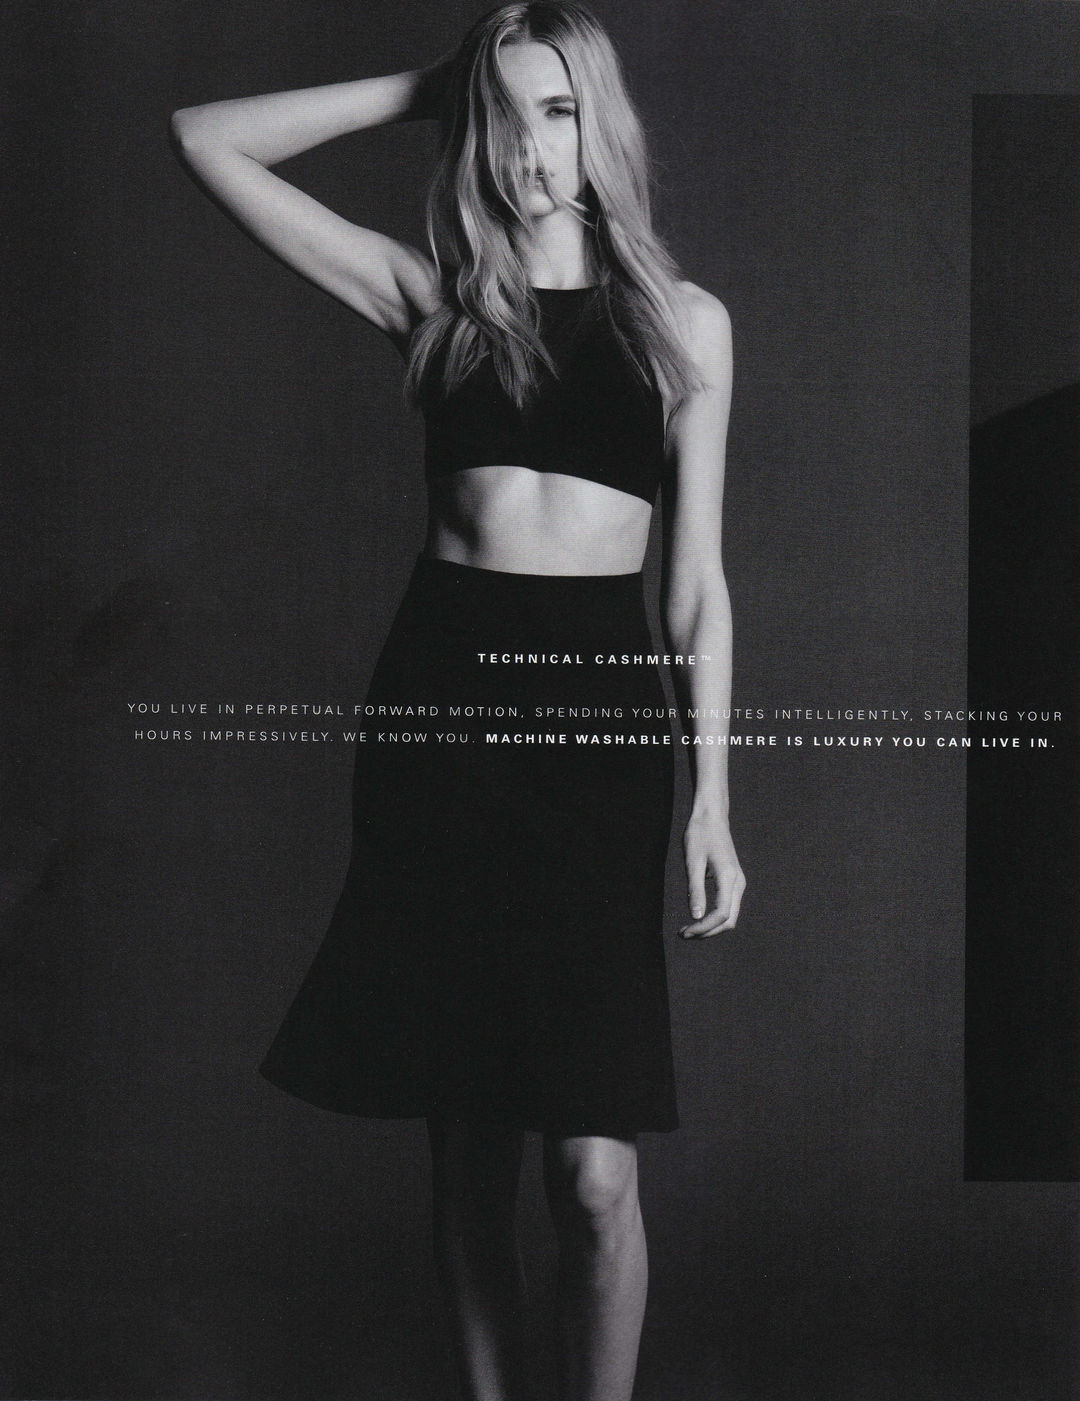 TECHNICAL CASHMERE™
YOU LIVE IN PERPETUAL FORWARD MOTION, SPENDING YOUR MINUTES INTELLIGENTLY, STACKING YOUR
HOURS IMPRESSIVELY. WE KNOW YOU. MACHINE WASHABLE CASHMERE IS LUXURY YOU CAN LIVE IN.